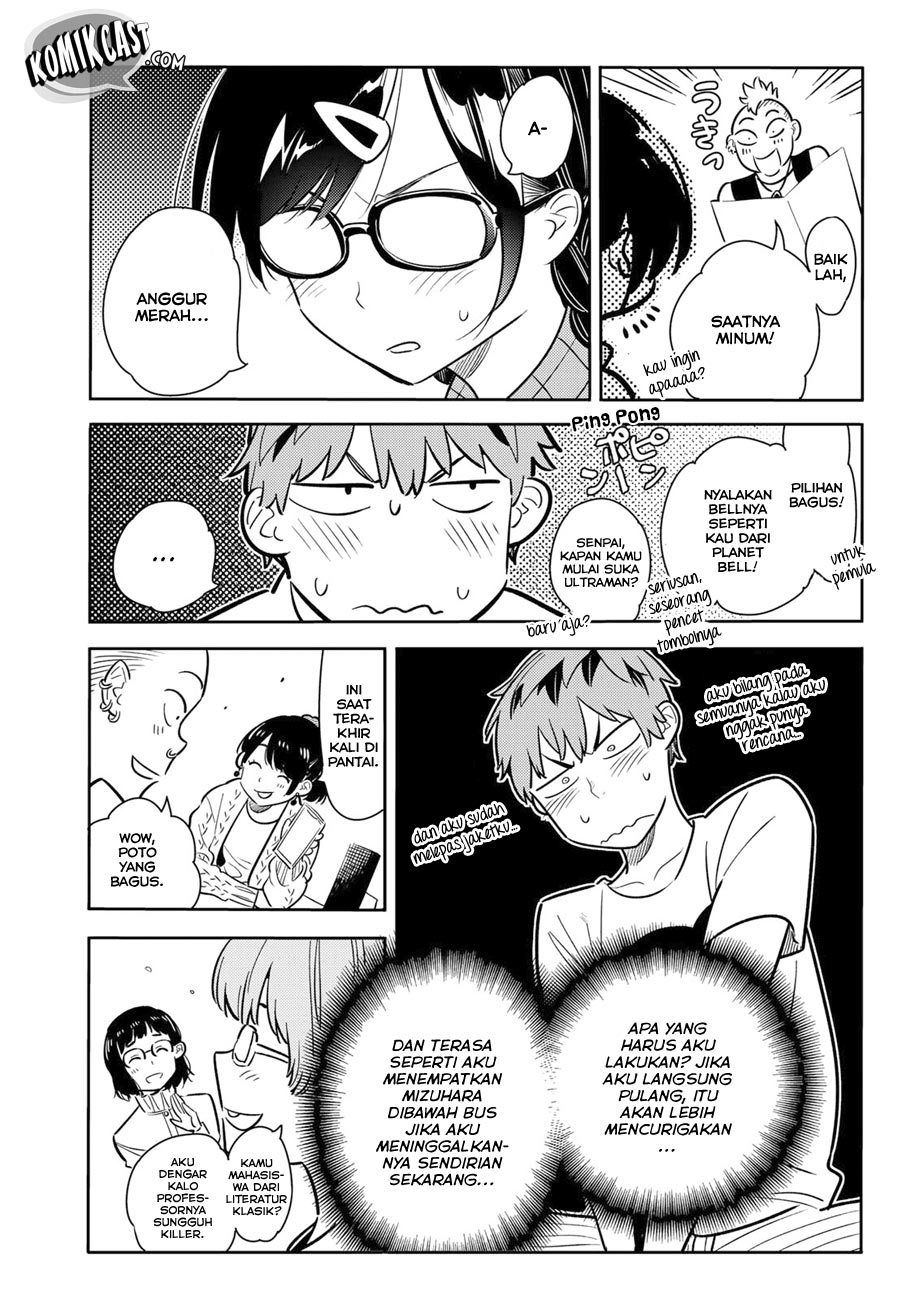 KOMIKCAST.COM
うきっ
BAIK
LAH,
SAATNYA
MINUM!
kau ingin
apaaaa?
A-
ANGGUR
MERAH...
PILIHAN
BAGUS!
untuk
pemula
NYALAKAN
BELLNYA
SEPERTI
KAU DARI
PLANET
BELL!
seriusan,
seseorang
pencet
tombolnya
Ping Pong
ピンポーン
SENPAI,
KAPAN KAMU
MULAI SUKA
ULTRAMAN?
baru aja?
...
aku bilang pada
semuanya kalau aku
nggak punya
rencana...
dan aku sudah
melepas jaketku...
APA YANG
HARUS AKU
LAKUKAN? JIKA
AKU LANGSUNG
PULANG, ITU
AKAN LEBIH
MENCURIGAKAN
...
DAN TERASA
SEPERTI AKU
MENEMPATKAN
MIZUHARA
DIBAWAH BUS
JIKA AKU
MENINGGALKAN-
NYA SENDIRIAN
SEKARANG...
INI
SAAT
TERA-
KHIR
KALI DI
PANTAI.
WOW,
POTO
YANG
BAGUS.
KAMU
MAHASIS-
WA DARI
LITERATUR
KLASIK?
AKU
DENGAR
KALO
PROFES-
SORNYA
SUNGGUH
KILLER.